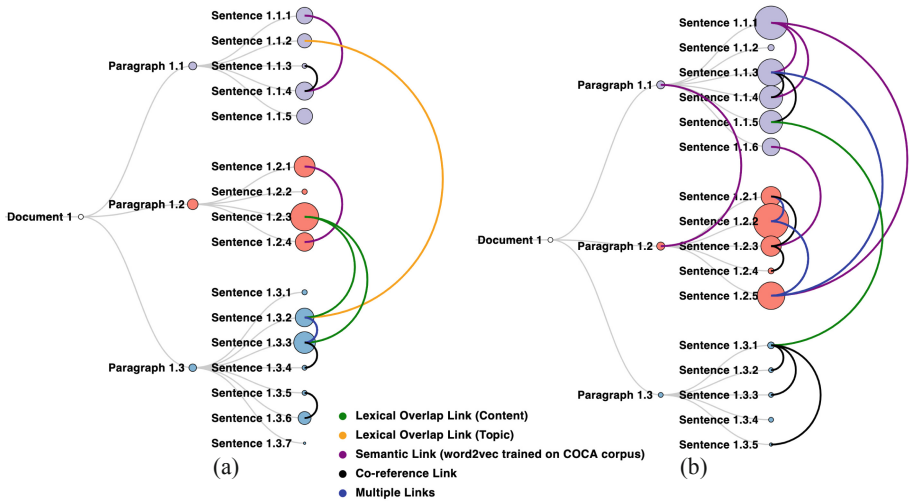 Sentence 1.1.1
Sentence 1.1.2
Paragraph 1.1
Sentence 1.1.3
Sentence 1.1.4
Sentence 1.1.5
Sentence 1.2.1
Sentence 1.2.2
Paragraph 1.2
Document 1
Sentence 1.2.3
Sentence 1.2.4
Sentence 1.3.1
Sentence 1.3.2
Sentence 1.3.3
Paragraph 1.3
Sentence 1.3.4
Sentence 1.3.5
Sentence 1.3.6
Sentence 1.3.7
(a)
Lexical Overlap Link (Content)
Lexical Overlap Link (Topic)
Semantic Link (word2vec trained on COCA corpus)
Co-reference Link
Multiple Links
Sentence 1.1.1
Sentence 1.1.2
Sentence 1.1.3
Paragraph 1.1
Sentence 1.1.4
Sentence 1.1.5
Sentence 1.1.6
Sentence 1.2.1
Sentence 1.2.2
Document 1
Paragraph 1.2
Sentence 1.2.3
Sentence 1.2.4
Sentence 1.2.5
Sentence 1.3.1
Sentence 1.3.2
Paragraph 1.3
Sentence 1.3.3
Sentence 1.3.4
Sentence 1.3.5
(b)